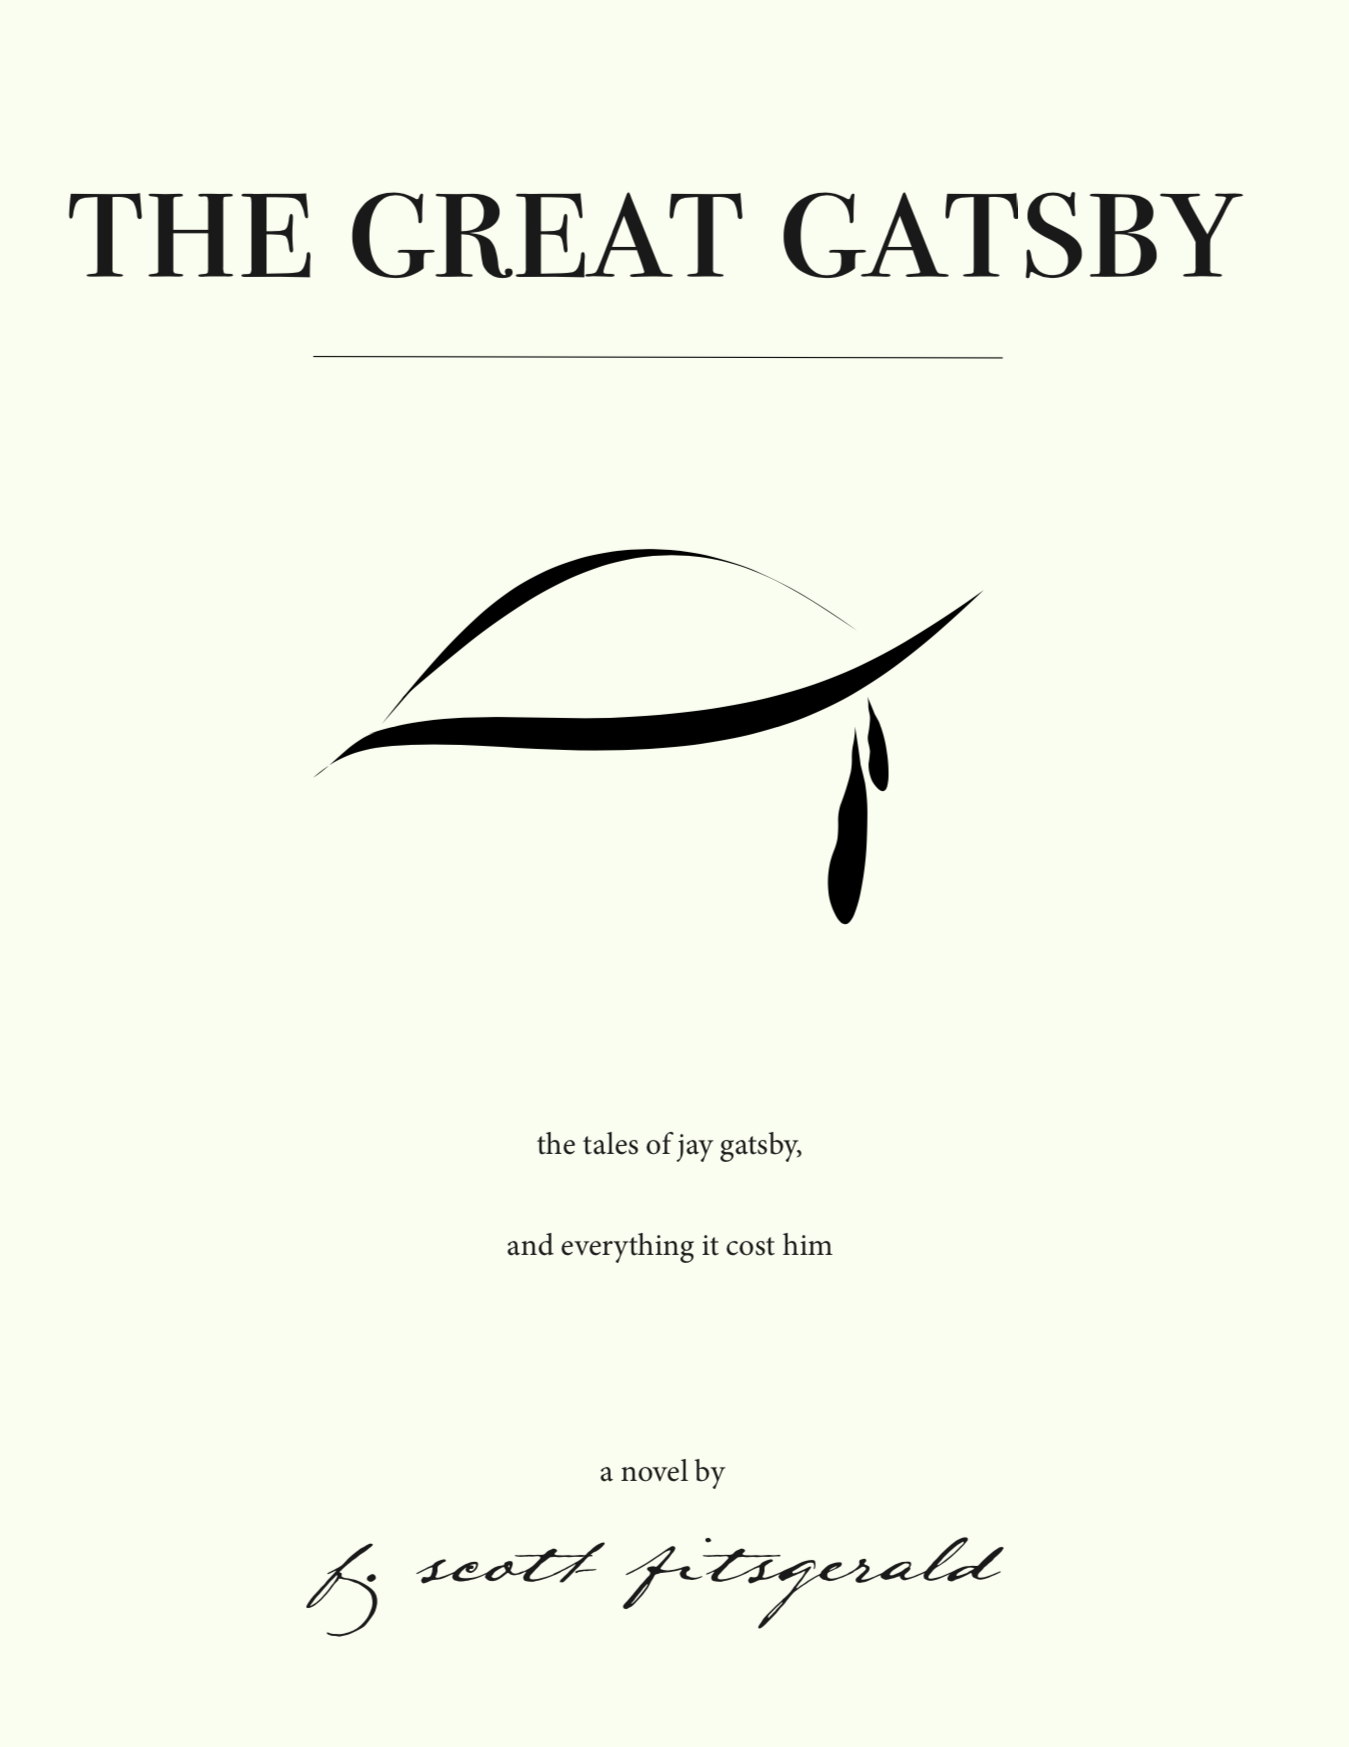 THE GREAT GATSBY
the tales of jay gatsby,
and everything it cost him
a novel by
f. scott fitsgerald